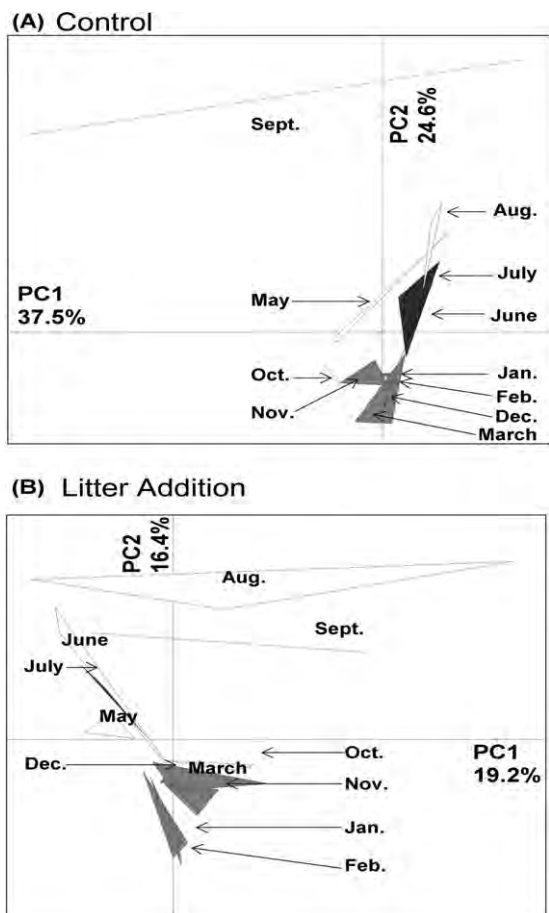 (A) Control
PC2
24.6%
Sept.
Aug.
July
PC1
37.5%
May
June
Oct.
Jan.
Feb.
Nov.
Dec.
March
(B) Litter Addition
PC2
16.4%
Aug.
Sept.
June
July
May
Oct.
PC1
19.2%
Dec.
March
Nov.
Jan.
Feb.